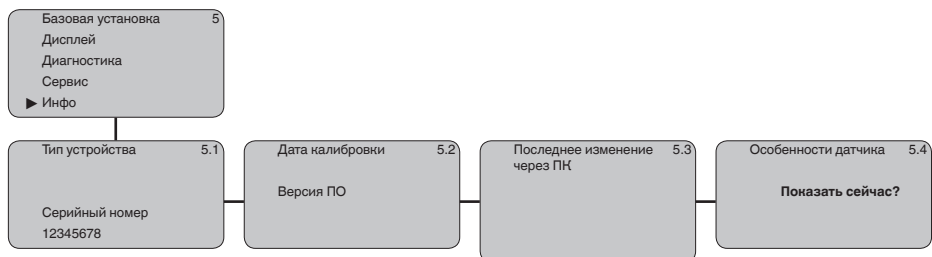 Базовая установка 5
Дисплей
Диагностика
Сервис
▶ Инфо
Тип устройства 5.1
Серийный номер
12345678
Дата калибровки 5.2
Версия ПО
Последнее изменение 5.3
через ПК
Особенности датчика 5.4
Показать сейчас?